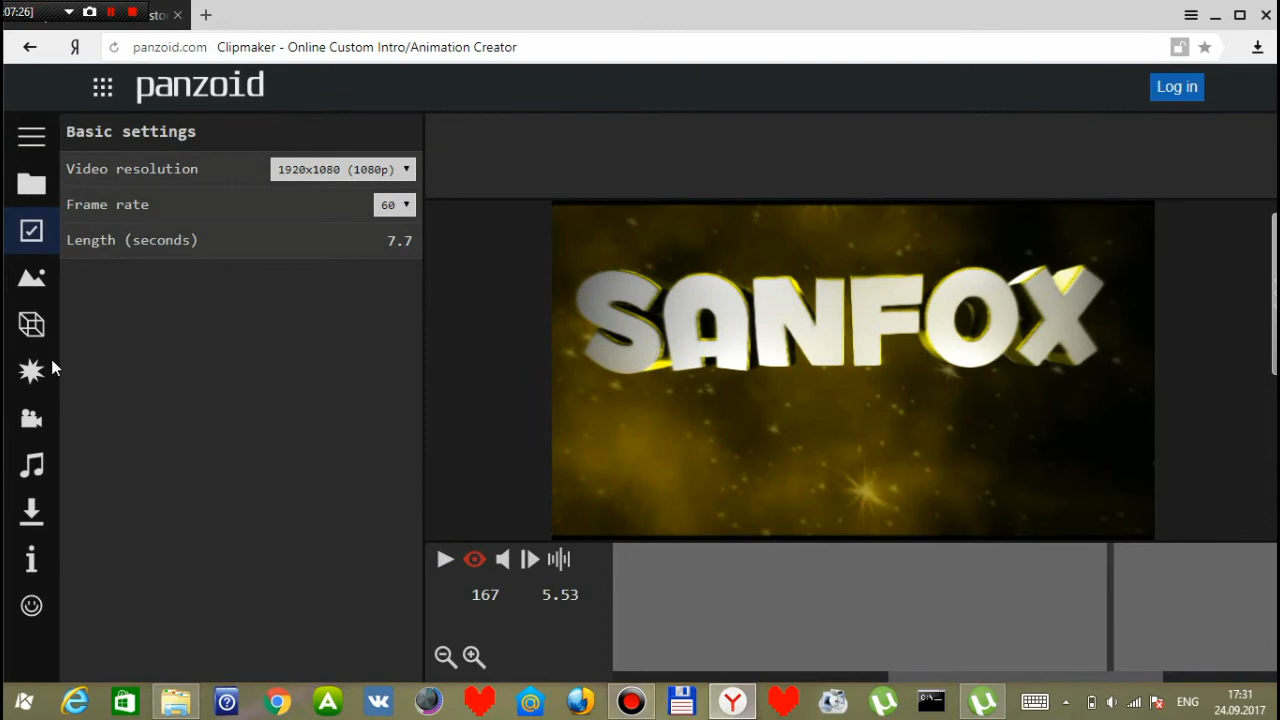 07:26]
panzoid.com Clipmaker - Online Custom Intro/Animation Creator
panzoid
Log in
Basic settings
Video resolution 1920x1080 (1080p)
Frame rate 60
Length (seconds) 7.7
SANFOX
167 5.53
ENG
17:31
24.09.2017